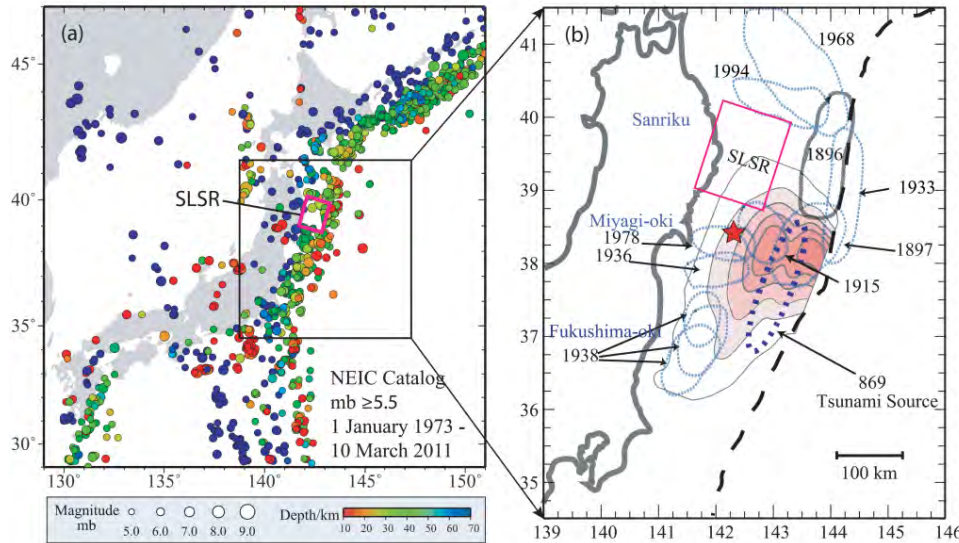 (a)
45°
40°
35°
30°
SLSR
NEIC Catalog
mb ≥5.5
1 January 1973 -
10 March 2011
130° 135° 140° 145° 150°
Magnitude
mb
5.0 6.0 7.0 8.0 9.0
Depth/km
10 20 30 40 50 60 70
(b)
41
40
39
38
37
36
35
1968
1994
Sanriku
SLSR
1896
1933
Miyagi-oki
1978
1936
1897
1915
Fukushima-oki
1938
869
Tsunami Source
100 km
139 140 141 142 143 144 145 146